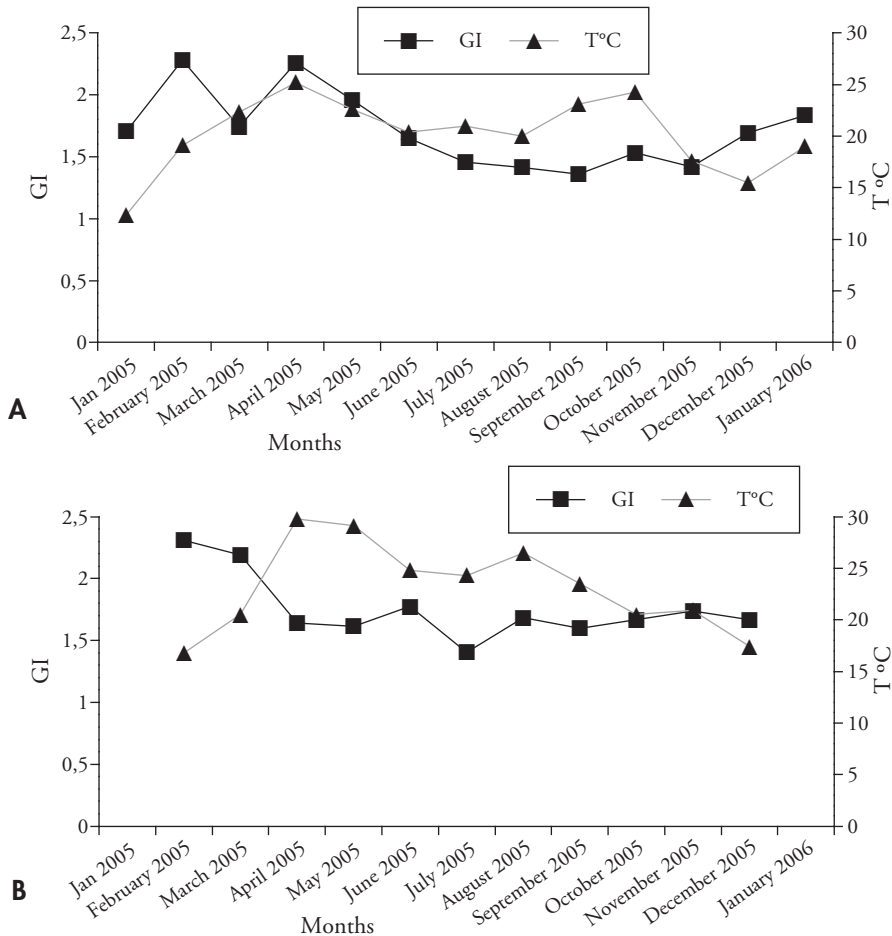 GI T°C
2,5
2
1,5
1
0,5
0
GI
30
25
20
15
10
5
0
T °C
Jan 2005
February 2005
March 2005
April 2005
May 2005
June 2005
July 2005
August 2005
September 2005
October 2005
November 2005
December 2005
January 2006
A
Months
GI T°C
2,5
2
1,5
1
0,5
0
GI
30
25
20
15
10
5
0
T °C
Jan 2005
February 2005
March 2005
April 2005
May 2005
June 2005
July 2005
August 2005
September 2005
October 2005
November 2005
December 2005
January 2006
B
Months